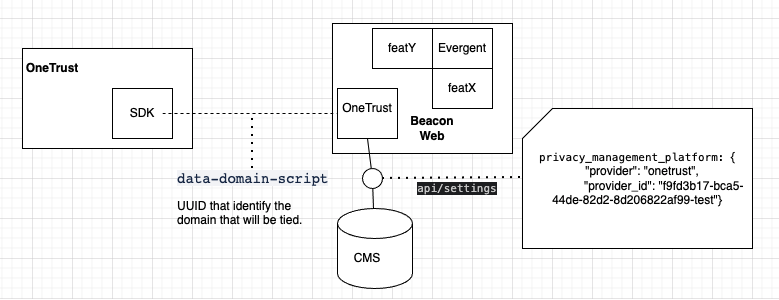 OneTrust
SDK
featY
Evergent
featX
OneTrust
Beacon
Web
data-domain-script
UUID that identify the
domain that will be tied.
api/settings
CMS
privacy_management_platform: {
"provider": "onetrust",
"provider_id": "f9fd3b17-bca5-
44de-82d2-8d206822af99-test"}